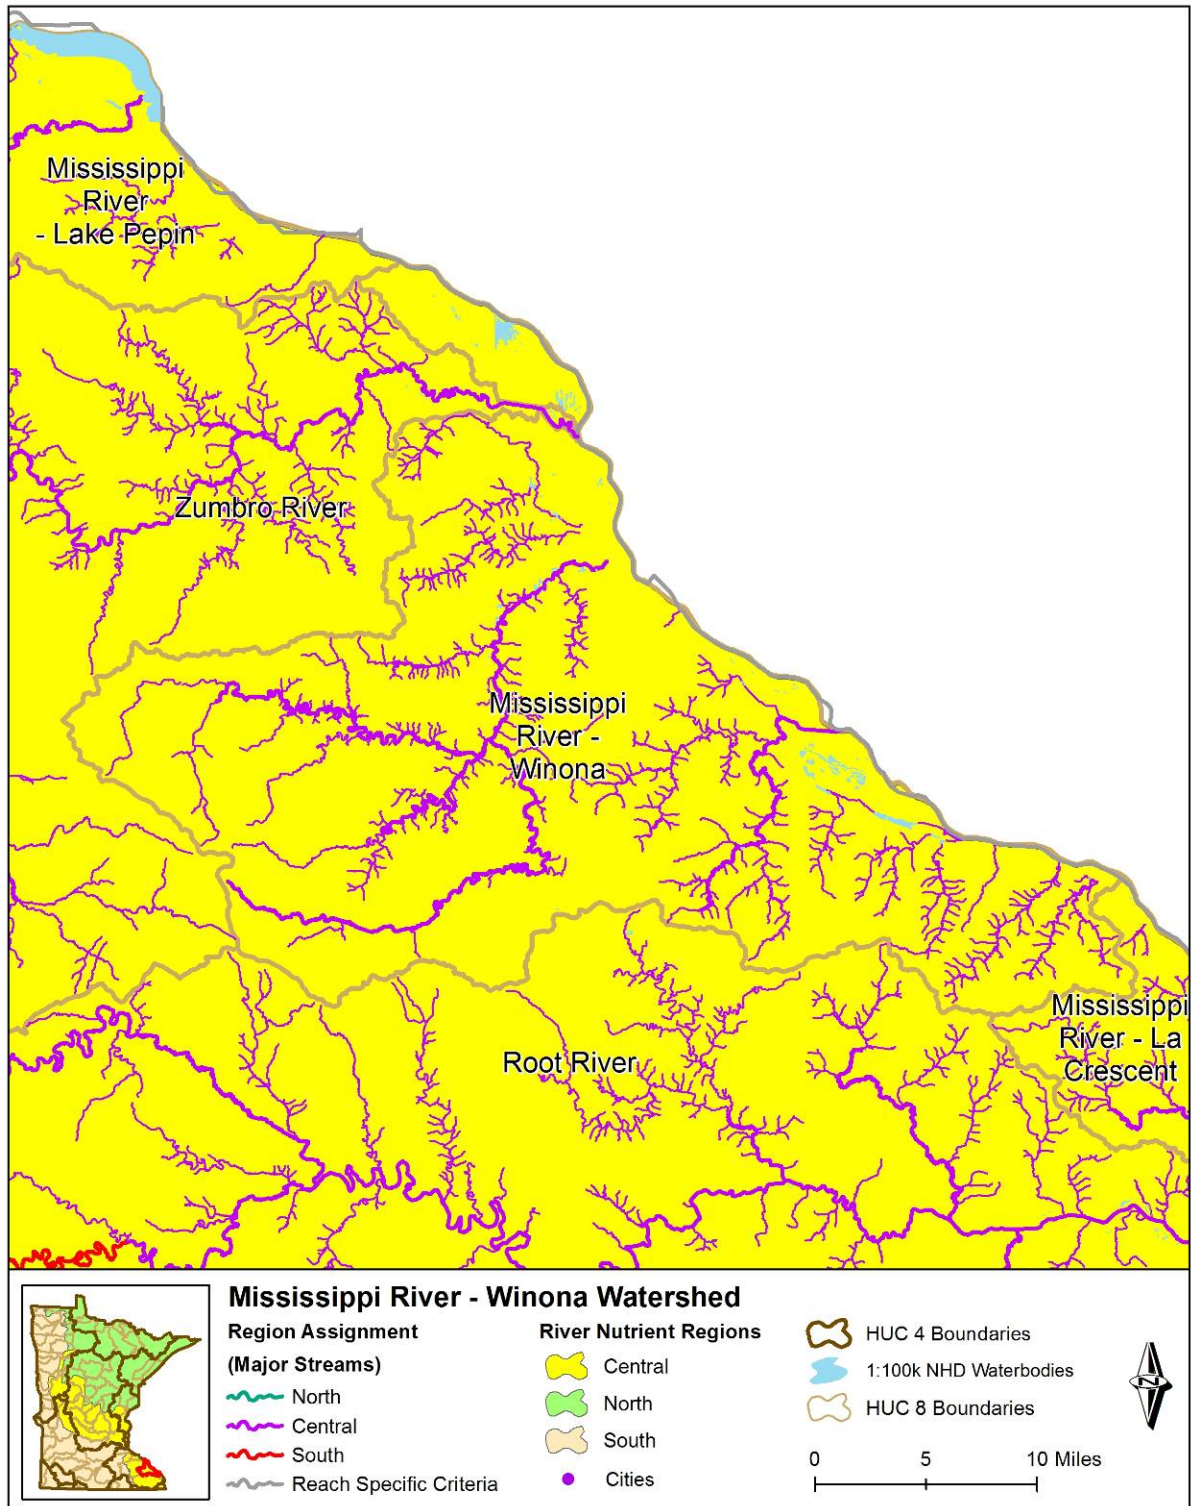 Mississippi
River
- Lake Pepin
Zumbro River
Mississippi
River -
Winona
Root River
Mississippi
River - La
Crescent
Mississippi River - Winona Watershed
Region Assignment
(Major Streams)
North
Central
South
Reach Specific Criteria
River Nutrient Regions
Central
North
South
Cities
HUC 4 Boundaries
1:100k NHD Waterbodies
HUC 8 Boundaries
N
0 5 10 Miles